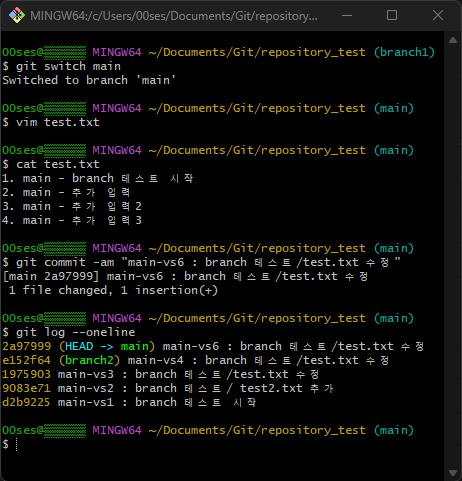 MINGW64:/c/Users/00ses/Documents/Git/repository_test...
00ses@▒▒▒▒▒▒ MINGW64 ~/Documents/Git/repository_test (branch1)
$ git switch main
Switched to branch 'main'
00ses@▒▒▒▒▒▒ MINGW64 ~/Documents/Git/repository_test (main)
$ vim test.txt
00ses@▒▒▒▒▒▒ MINGW64 ~/Documents/Git/repository_test (main)
$ cat test.txt
1. main - branch 테스트 시작
2. main - 추가 입력
3. main - 추가 입력2
4. main - 추가 입력3
00ses@▒▒▒▒▒▒ MINGW64 ~/Documents/Git/repository_test (main)
$ git commit -am "main-vs6 : branch 테스트/test.txt 수정"
[main 2a97999] main-vs6 : branch 테스트/test.txt 수정
1 file changed, 1 insertion(+)
00ses@▒▒▒▒▒▒ MINGW64 ~/Documents/Git/repository_test (main)
$ git log --oneline
2a97999 (HEAD -> main) main-vs6 : branch 테스트/test.txt 수정
e152f64 (branch2) main-vs4 : branch 테스트/test.txt 수정
1975903 main-vs3 : branch 테스트/test.txt 수정
9083e71 main-vs2 : branch 테스트/ test2.txt 추가
d2b9225 main-vs1 : branch 테스트 시작
00ses@▒▒▒▒▒▒ MINGW64 ~/Documents/Git/repository_test (main)
$